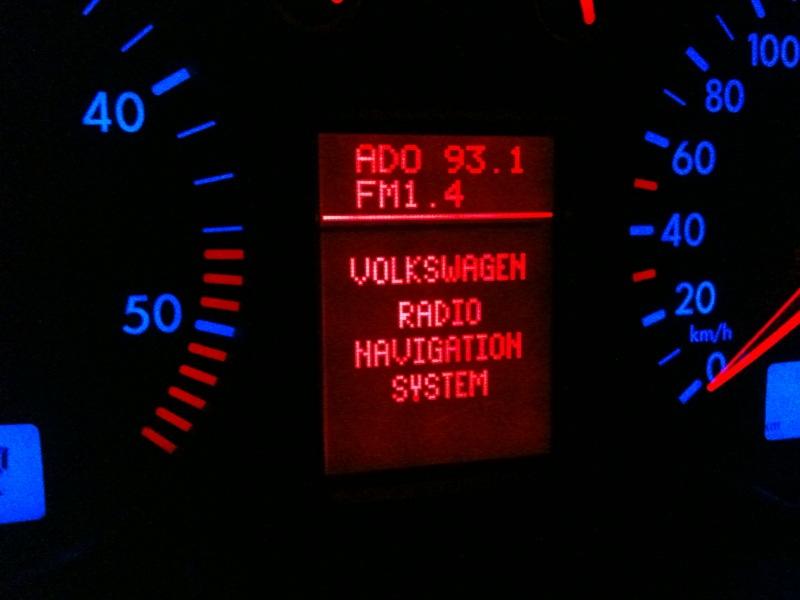 40
50
ADO 93.1
FM1.4
VOLKSWAGEN
RADIO
NAVIGATION
SYSTEM
100
80
60
40
20
km/h
0